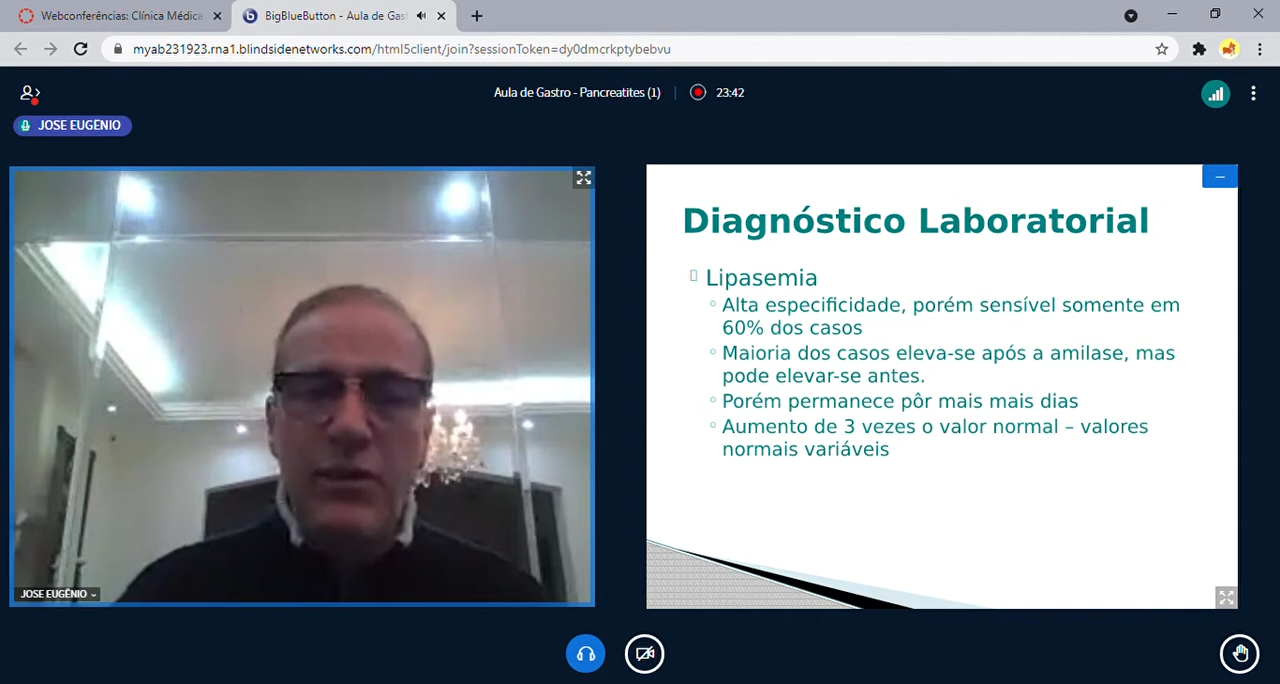 Webconferências: Clínica Médica
BigBlueButton - Aula de Gas
myab231923.rna1.blindsidenetworks.com/html5client/join?sessionToken=dy0dmcrkptybebvu
Aula de Gastro - Pancreatites (1)
23:42
JOSE EUGÊNIO
Diagnóstico Laboratorial
Lipasemia
Alta especificidade, porém sensível somente em
60% dos casos
Maioria dos casos eleva-se após a amilase, mas
pode elevar-se antes.
Porém permanece pôr mais mais dias
Aumento de 3 vezes o valor normal – valores
normais variáveis
JOSE EUGÊNIO